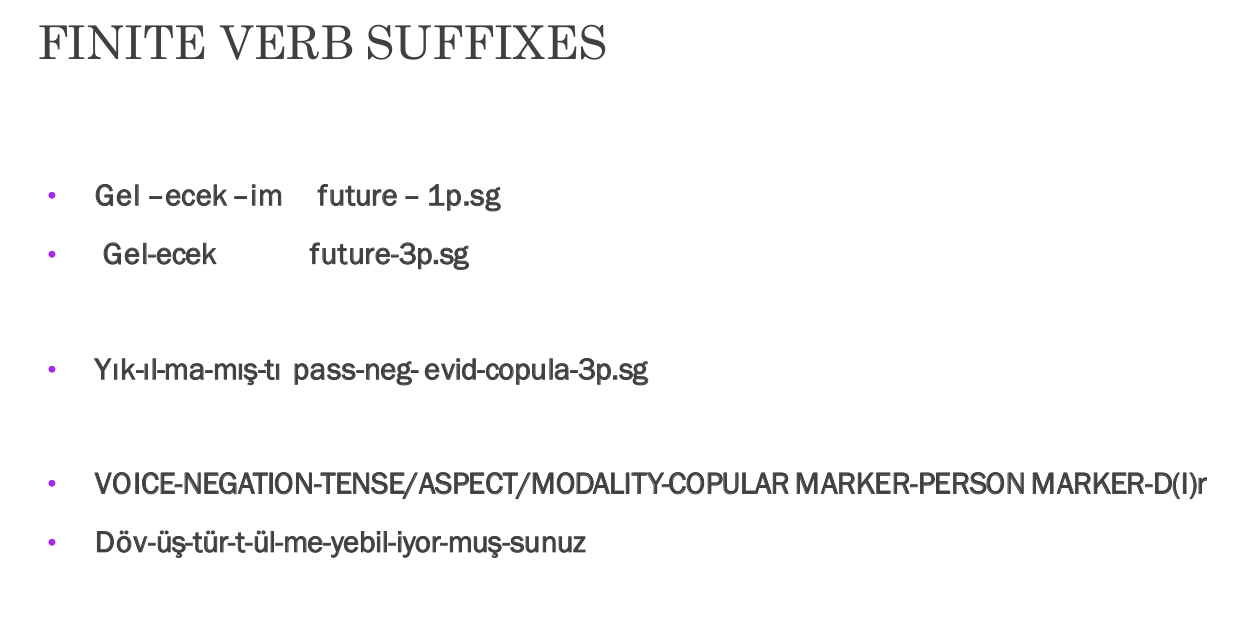 FINITE VERB SUFFIXES
• Gel –ecek –im future – 1p.sg
• Gel-ecek future-3p.sg
• Yık-ıl-ma-mış-tı pass-neg- evid-copula-3p.sg
• VOICE-NEGATION-TENSE/ASPECT/MODALITY-COPULAR MARKER-PERSON MARKER-D(I)r
• Döv-üş-tür-t-ül-me-yebil-iyor-muş-sunuz